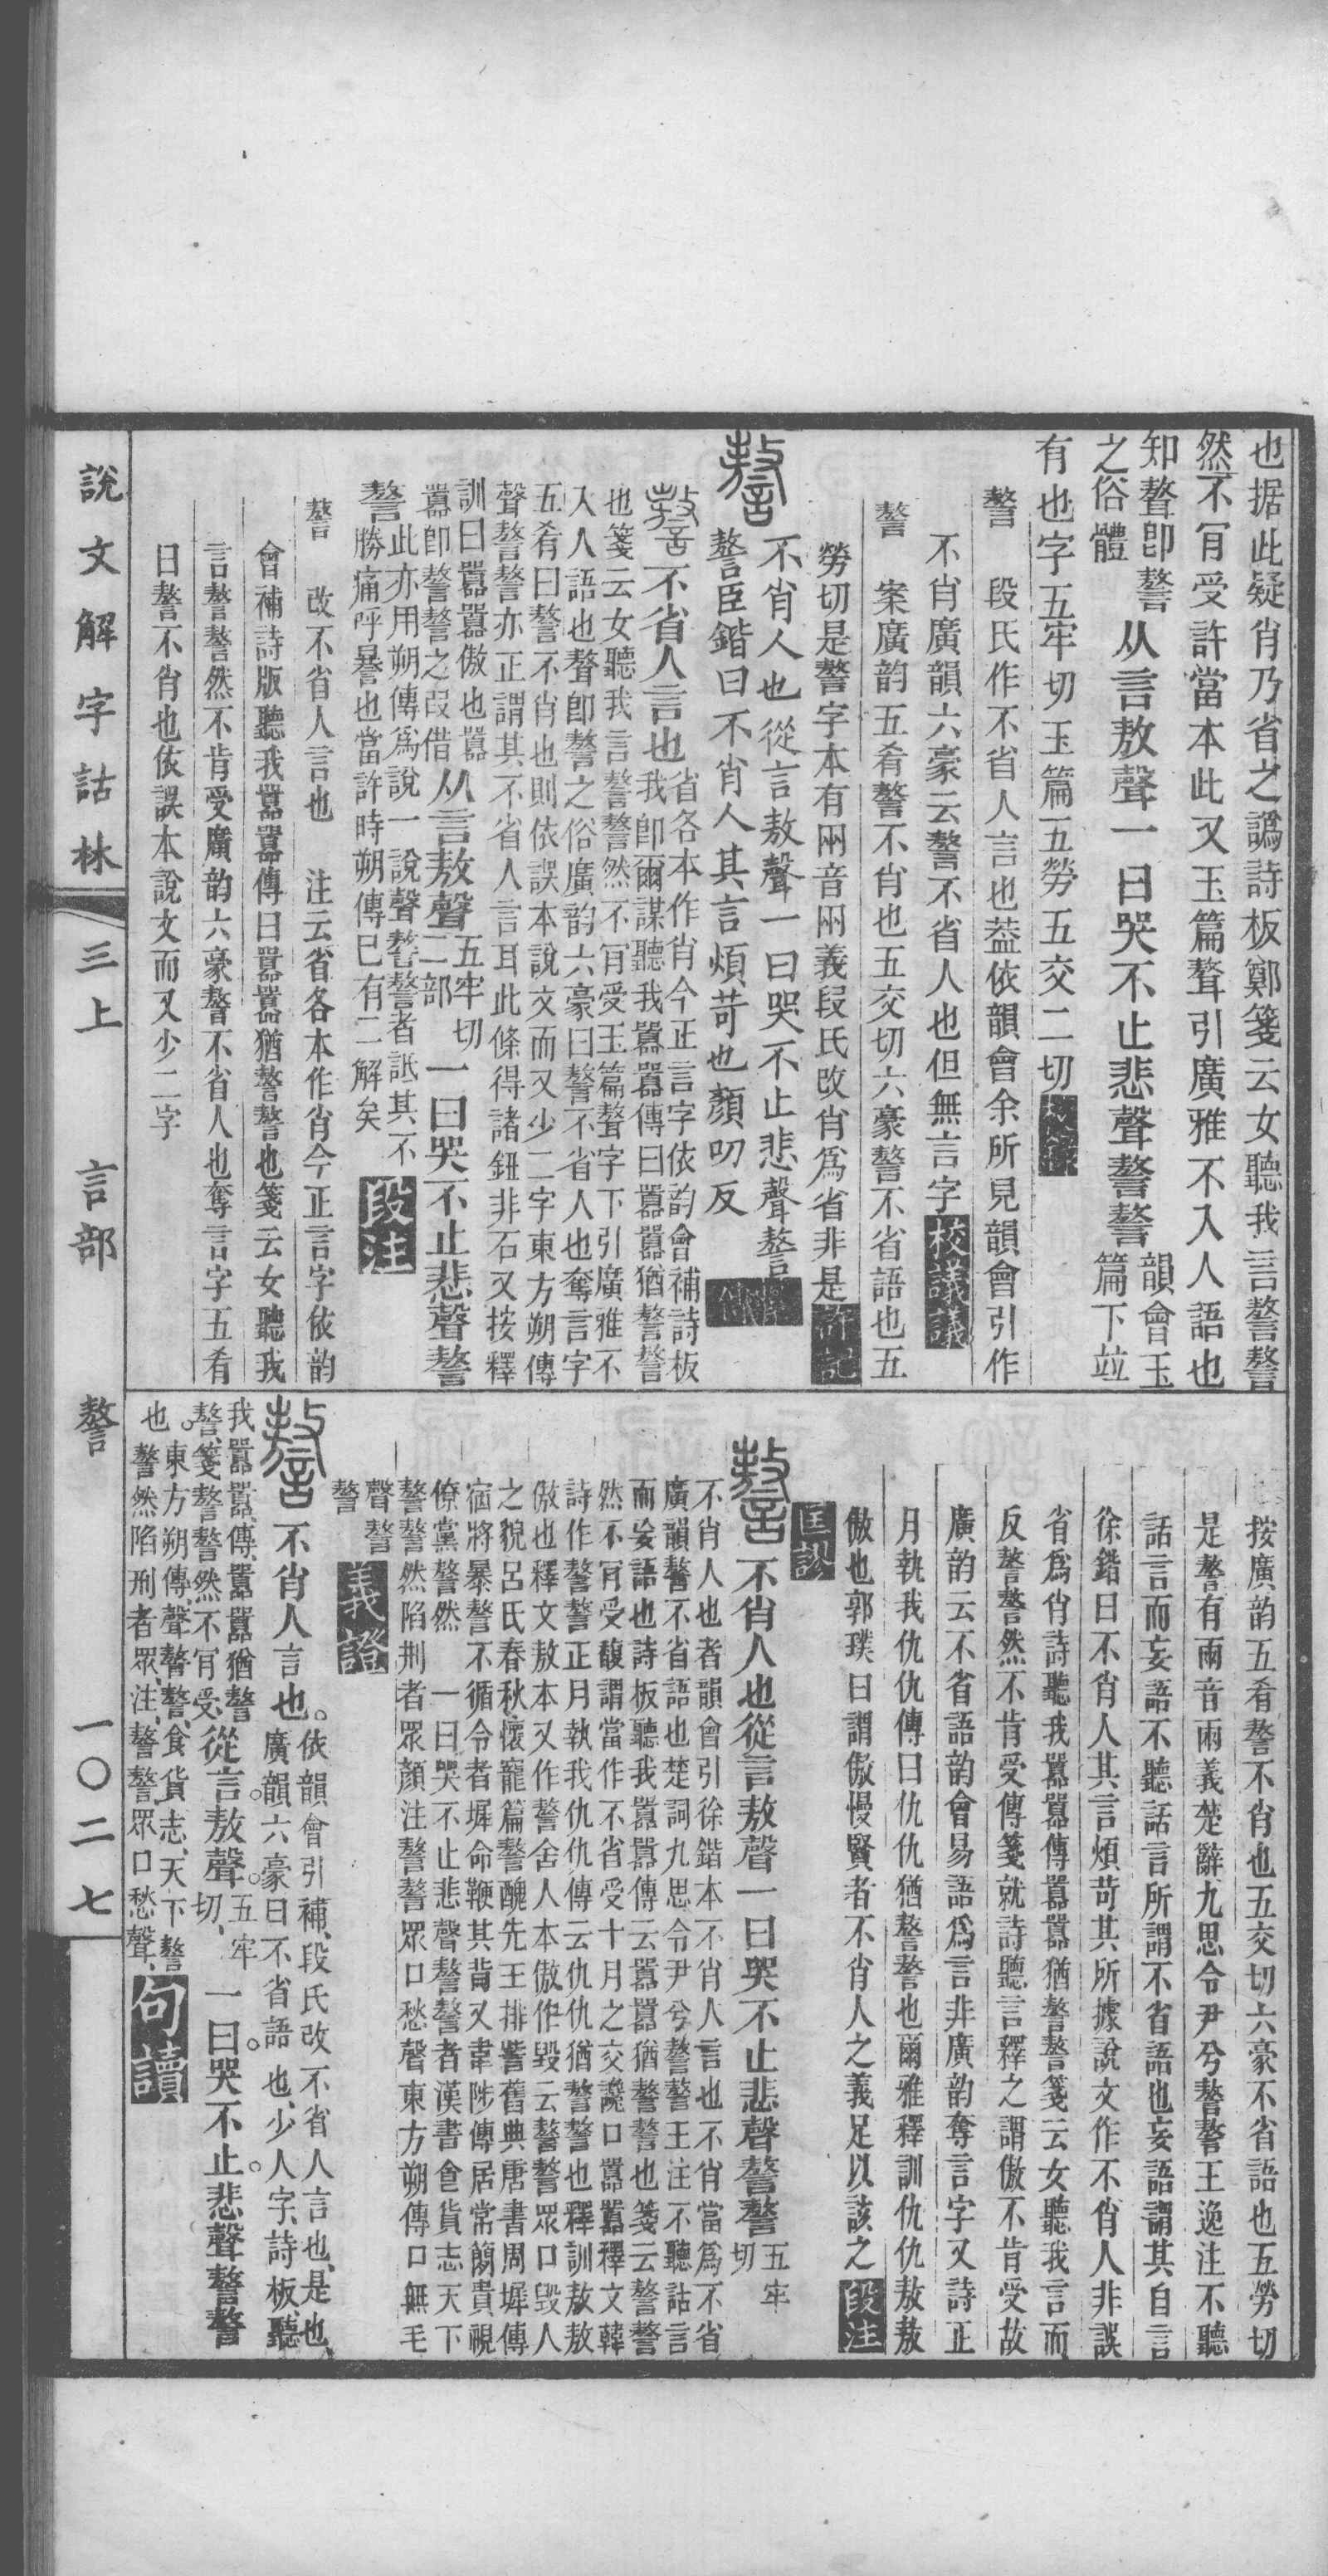 也据此疑肖乃省之譌詩板鄭箋云女聽我言謷謷
然不肎受許當本此又玉篇聱引廣雅不入人語也
知聱卽謷
之俗體
从言敖聲一曰哭不止悲聲謷謷
韻會玉
篇下竝
有也字五牢切玉篇五勞五交二切
謷 段氏作不省人言也葢依韻會余所見韻會引作
不肖廣韻六豪云謷不省人也但無言字校議議
謷 案廣韵五肴謷不肖也五交切六豪謷不省語也五
勞切是謷字本有兩音兩義段氏改肖爲省非是許記
謷
不肖人也從言敖聲一曰哭不止悲聲謷
謷臣鍇曰不肖人其言煩苛也顏叨反
謷不省人言也
省各本作肖今正言字依韵會補詩板
我卽爾謀聽我嚻嚻傳曰嚻嚻猶謷謷
也箋云女聽我言謷謷然不肎受玉篇聱字下引廣雅不
入人語也聱卽謷之俗廣韵六豪曰謷不省人也奪言字
五肴曰謷不肖也則依誤本說文而又少二字東方朔傳
聲謷謷亦正謂其不省人言耳此條得諸鈕非石又按釋
訓曰嚻嚻傲也嚻
嚻卽謷謷之叚借
从言敖聲
五牢切
二部
一曰哭不止悲聲謷
謷
此亦用朔傳爲說一說聲謷謷者詆其不
勝痛呼暴也當許時朔傳已有二解矣
段注
謷 改不省人言也 注云省各本作肖今正言字依韵
會補詩版聽我嚻嚻傳曰嚻嚻猶謷謷也箋云女聽我
言謷謷然不肯受廣韵六豪謷不省人也奪言字五肴
曰謷不肖也依誤本說文而又少二字
按廣韵五肴謷不肖也五交切六豪不省語也五勞切
是謷有兩音兩義楚辭九思令尹兮謷謷王逸注不聽
話言而妄語不聽話言所謂不省語也妄語謂其自言
徐鍇曰不肖人其言煩苛其所據說文作不肖人非誤
省爲肖詩聽我嚻嚻傳嚻嚻猶謷謷箋云女聽我言而
反謷謷然不肯受傳箋就詩聽言釋之謂傲不肯受故
廣韵云不省語韵會易語爲言非廣韵奪言字又詩正
月執我仇仇傳曰仇仇猶謷謷也爾雅釋訓仇仇敖敖
傲也郭璞曰謂傲慢賢者不肖人之義足以該之段注
匡謬
謷不肖人也從言敖聲一曰哭不止悲聲謷謷
五牢
切
不肖人也者韻會引徐鍇本不肖人言也不肖當爲不省
廣韻謷不省語也楚詞九思令尹兮謷謷王注不聽詁言
而妄語也詩板聽我嚻嚻傳云嚻嚻猶謷謷也箋云謷謷
然不肎受馥謂當作不省受十月之交讒口嚻嚻釋文韓
詩作謷謷正月執我仇仇傳云仇仇猶謷謷也釋訓敖敖
傲也釋文敖本又作謷舍人本傲作毀云謷謷眾口毀人
之貌呂氏春秋懷寵篇謷醜先王排訾舊典唐書周墀傳
宿將暴謷不循令者墀命鞭其背又韋陟傳居常簡貴視
僚黨謷然 一曰哭不止悲聲謷謷者漢書食貨志天下
謷謷然陷刑者眾顏注謷謷眾口愁聲東方朔傳口無毛
聲謷
謷
義證
謷不肖人言也。
依韻會引補、段氏改不省人言也、是也、
廣韻六豪曰不省語也、少人字、詩板、聽
我嚻嚻、傳、嚻嚻猶謷
謷、箋謷謷然不肎受、
從言敖聲。
五牢
切、
一曰哭不止悲聲謷謷
也。
東方朔傳、聲謷謷、食貨志、天下謷
謷然陷刑者眾、注、謷謷眾口愁聲、
句讀
說文解字詁林 三上 言部 謷 一〇二七